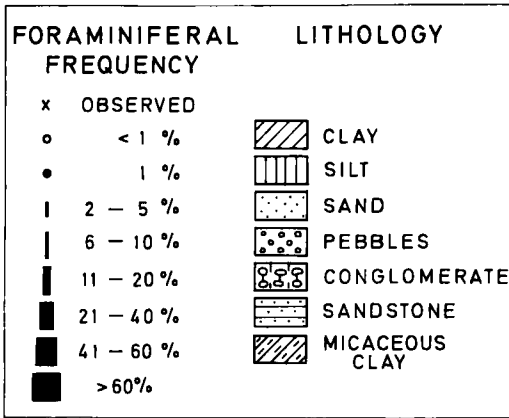 FORAMINIFERAL FREQUENCY
x OBSERVED
< 1 %
1 %
2 – 5 %
6 – 10 %
11 – 20 %
21 – 40 %
41 – 60 %
>60%
LITHOLOGY
CLAY
SILT
SAND
PEBBLES
CONGLOMERATE
SANDSTONE
MICACEOUS
CLAY